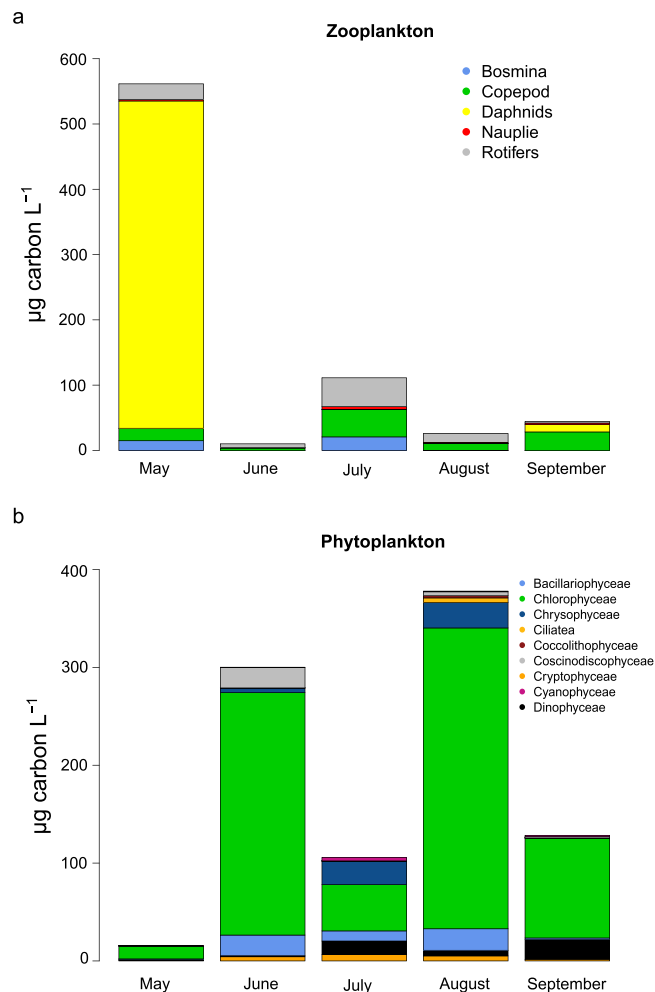 a
Zooplankton
600
500
400
300
200
100
0
µg carbon L⁻¹
Bosmina
Copepod
Daphnids
Nauplie
Rotifers
May June July August September
b
Phytoplankton
400
300
200
100
0
µg carbon L⁻¹
Bacillariophyceae
Chlorophyceae
Chrysophyceae
Ciliatea
Coccolithophyceae
Coscinodiscophyceae
Cryptophyceae
Cyanophyceae
Dinophyceae
May June July August September